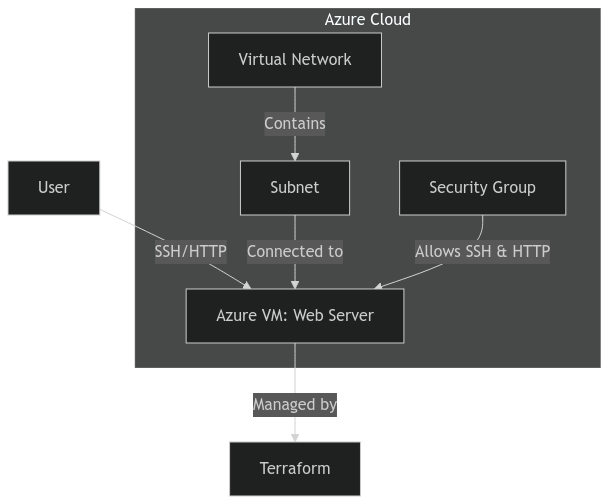 Azure Cloud
Virtual Network
Contains
User
Subnet
Security Group
SSH/HTTP
Connected to
Allows SSH & HTTP
Azure VM: Web Server
Managed by
Terraform